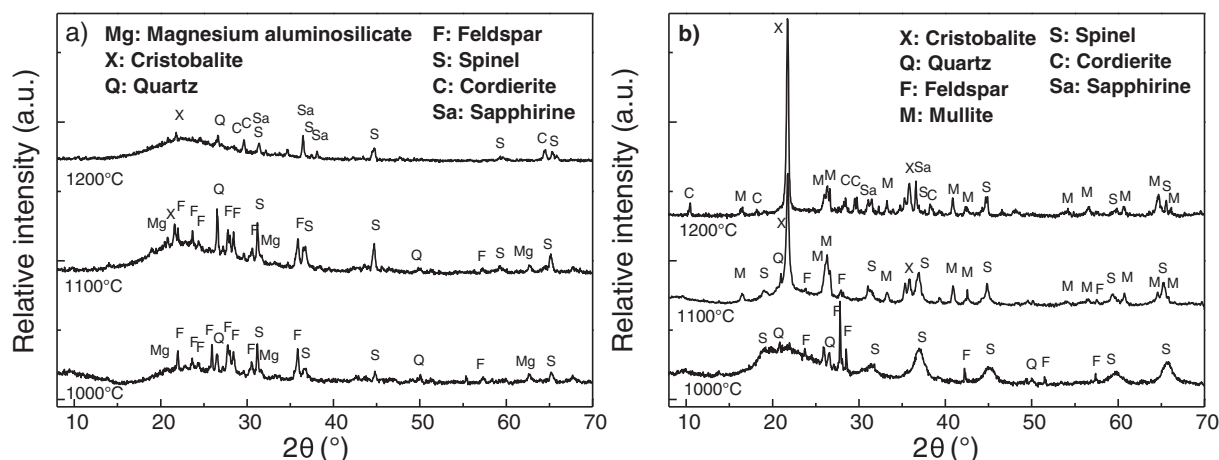 a)
Mg: Magnesium aluminosilicate
X: Cristobalite
Q: Quartz
F: Feldspar
S: Spinel
C: Cordierite
Sa: Sapphirine
Relative intensity (a.u.)
X Q C C Sa S Sa S Sa S S C S
1200°C
Mg X F F F Q F F F S Mg F S S Q F S Mg S
1100°C
Mg F F F F Q F F F S Mg F S S Q F Mg S
1000°C
10 20 30 40 50 60 70
2θ (°)
b)
X: Cristobalite
Q: Quartz
F: Feldspar
M: Mullite
S: Spinel
C: Cordierite
Sa: Sapphirine
Relative intensity (a.u.)
C M C X M M C C Sa M X Sa S C M M S M M S M M S M
1200°C
M S Q X F M F S M X S M M S M M F S M M S M
1100°C
S Q F Q F F S S F S Q F F S S
1000°C
10 20 30 40 50 60 70
2θ (°)